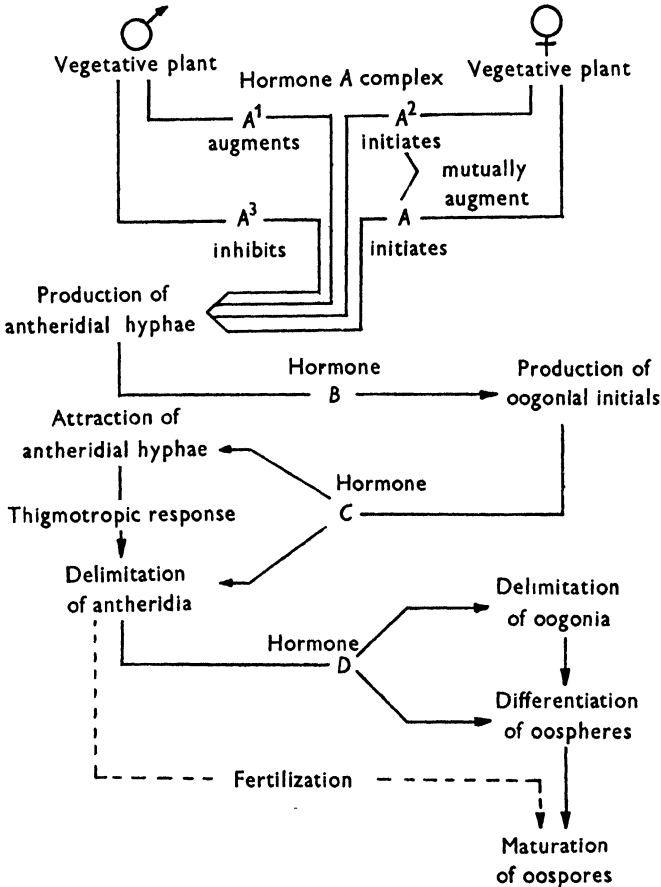 ♂
♀
Vegetative plant
Vegetative plant
Hormone A complex
A¹
augments
A²
initiates
mutually
augment
A³
inhibits
A
initiates
Production of
antheridial hyphae
Hormone
B
Production of
oogonial initials
Attraction of
antheridial hyphae
Hormone
C
Thigmotropic response
Delimitation
of antheridia
Delimitation
of oogonia
Hormone
D
Differentiation
of oospheres
Fertilization
Maturation
of oospores